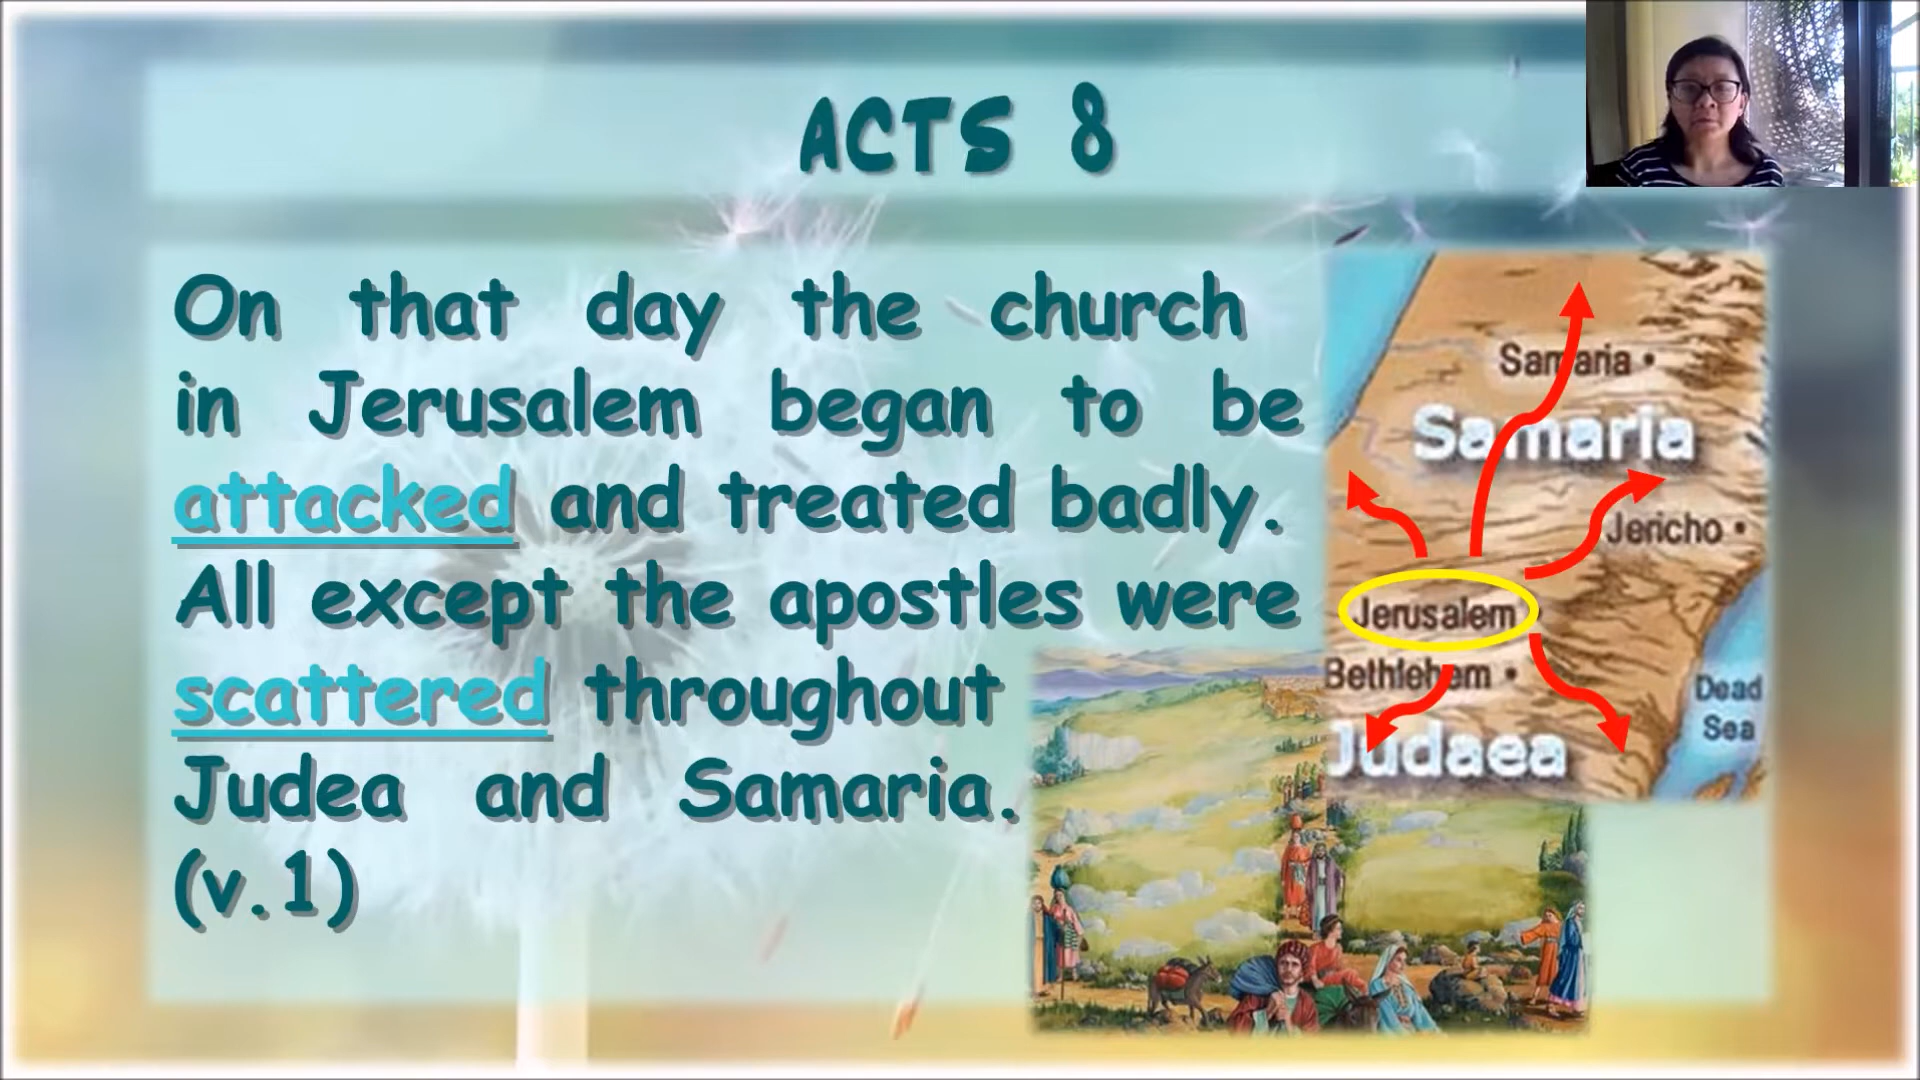 ACTS 8
On that day the church
in Jerusalem began to be
attacked and treated badly.
All except the apostles were
scattered throughout
Judea and Samaria.
(v.1)
Samaria
Samaria
Jericho
Jerusalem
Bethlehem
Dead
Sea
Judaea